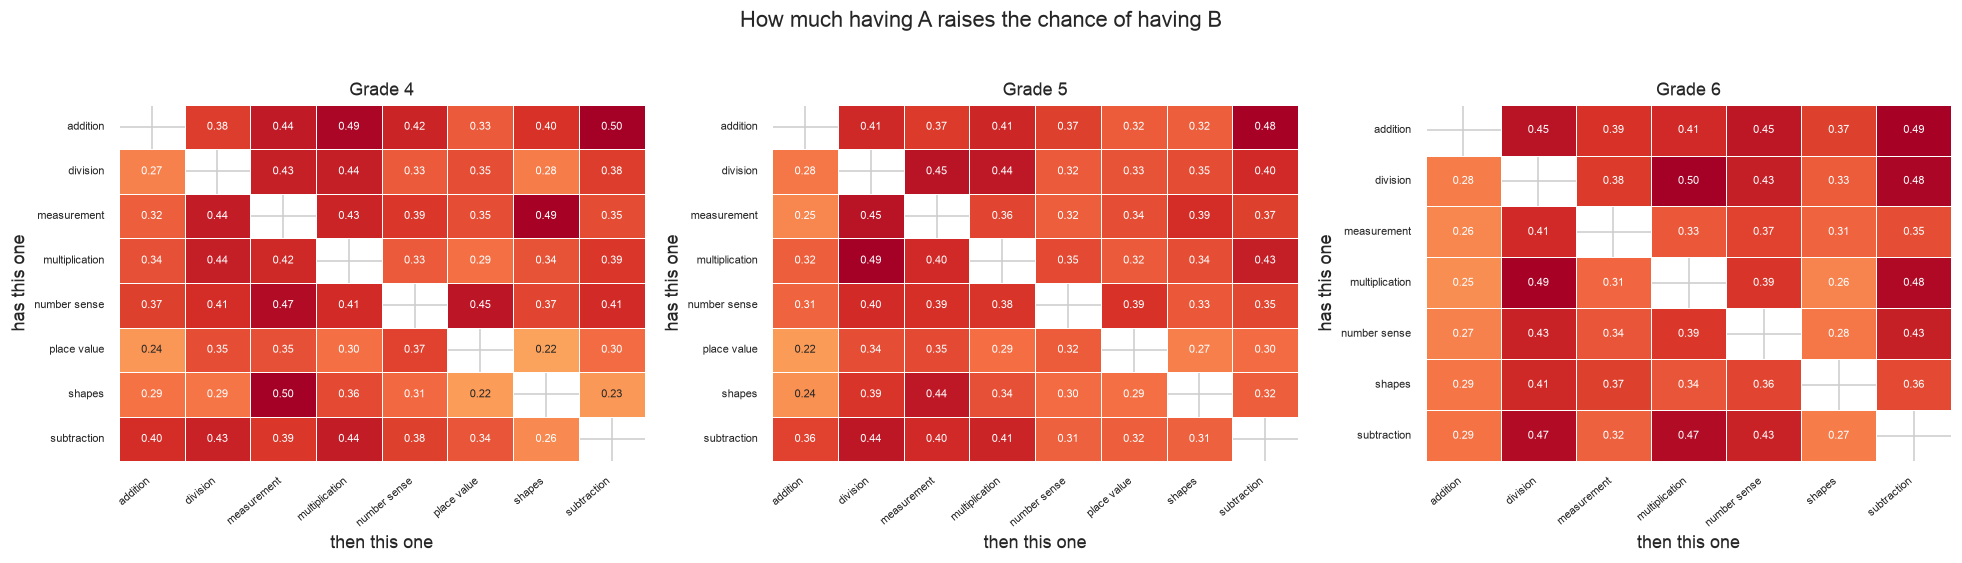 How much having A raises the chance of having B
Grade 4
has this one
addition 0.38 0.44 0.49 0.42 0.33 0.40 0.50
division 0.27 0.43 0.44 0.33 0.35 0.28 0.38
measurement 0.32 0.44 0.43 0.39 0.35 0.49 0.35
multiplication 0.34 0.44 0.42 0.33 0.29 0.34 0.39
number sense 0.37 0.41 0.47 0.41 0.45 0.37 0.41
place value 0.24 0.35 0.35 0.30 0.37 0.22 0.30
shapes 0.29 0.29 0.50 0.36 0.31 0.22 0.23
subtraction 0.40 0.43 0.39 0.44 0.38 0.34 0.26
addition division measurement multiplication number sense place value shapes subtraction
then this one
Grade 5
has this one
addition 0.41 0.37 0.41 0.37 0.32 0.32 0.48
division 0.28 0.45 0.44 0.32 0.33 0.35 0.40
measurement 0.25 0.45 0.36 0.32 0.34 0.39 0.37
multiplication 0.32 0.49 0.40 0.35 0.32 0.34 0.43
number sense 0.31 0.40 0.39 0.38 0.39 0.33 0.35
place value 0.22 0.34 0.35 0.29 0.32 0.27 0.30
shapes 0.24 0.39 0.44 0.34 0.30 0.29 0.32
subtraction 0.36 0.44 0.40 0.41 0.31 0.32 0.31
addition division measurement multiplication number sense place value shapes subtraction
then this one
Grade 6
has this one
addition 0.45 0.39 0.41 0.45 0.37 0.49
division 0.28 0.38 0.50 0.43 0.33 0.48
measurement 0.26 0.41 0.33 0.37 0.31 0.35
multiplication 0.25 0.49 0.31 0.39 0.26 0.48
number sense 0.27 0.43 0.34 0.39 0.28 0.43
shapes 0.29 0.41 0.37 0.34 0.36 0.36
subtraction 0.29 0.47 0.32 0.47 0.43 0.27
addition division measurement multiplication number sense shapes subtraction
then this one